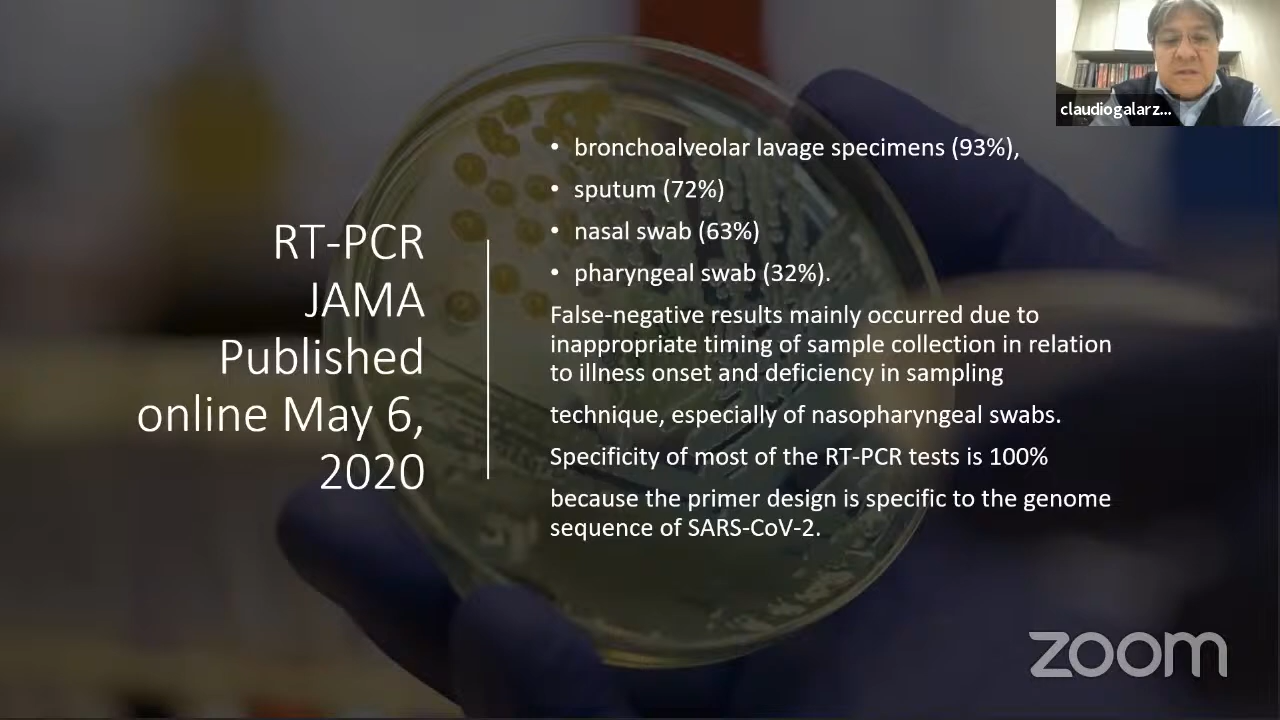 claudiogalarz...
RT-PCR
JAMA
Published
online May 6,
2020
• bronchoalveolar lavage specimens (93%),
• sputum (72%)
• nasal swab (63%)
• pharyngeal swab (32%).
False-negative results mainly occurred due to
inappropriate timing of sample collection in relation
to illness onset and deficiency in sampling
technique, especially of nasopharyngeal swabs.
Specificity of most of the RT-PCR tests is 100%
because the primer design is specific to the genome
sequence of SARS-CoV-2.
zoom